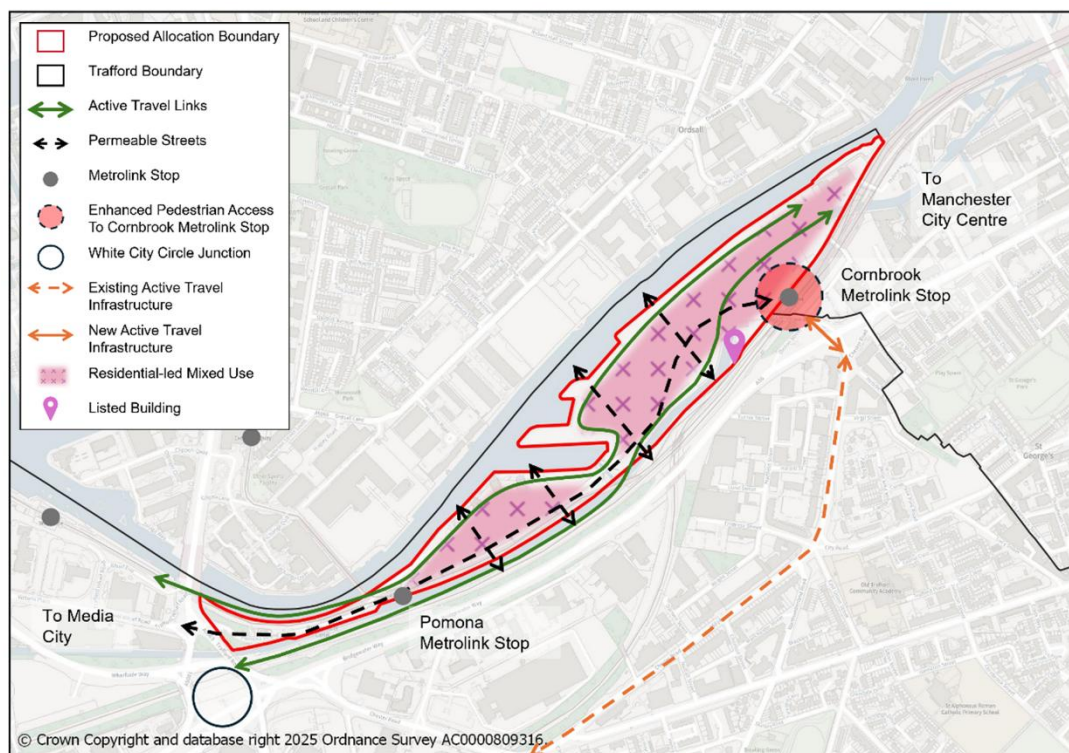 Proposed Allocation Boundary
Trafford Boundary
Active Travel Links
Permeable Streets
Metrolink Stop
Enhanced Pedestrian Access
To Cornbrook Metrolink Stop
White City Circle Junction
Existing Active Travel
Infrastructure
New Active Travel
Infrastructure
Residential-led Mixed Use
Listed Building
Ordsall
To
Manchester
City Centre
Cornbrook
Metrolink Stop
St
George's
To Media
City
Pomona
Metrolink Stop
© Crown Copyright and database right 2025 Ordnance Survey AC0000809316